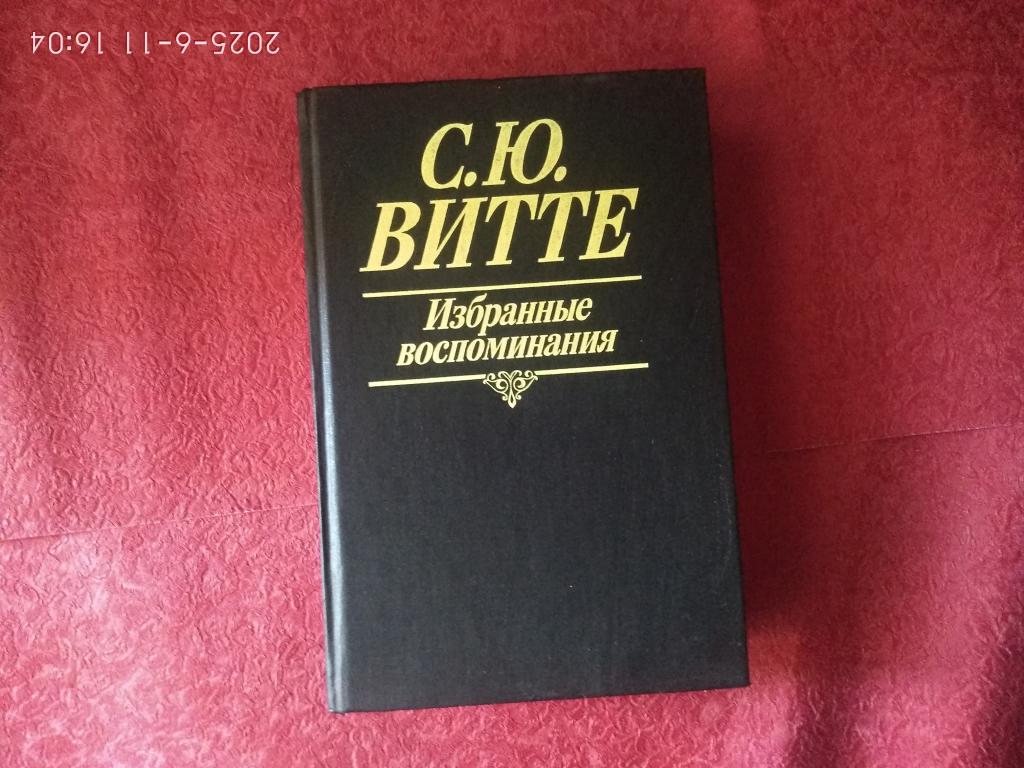 2025-6-11 16:04
С.Ю.
ВИТТЕ
Избранные
воспоминания